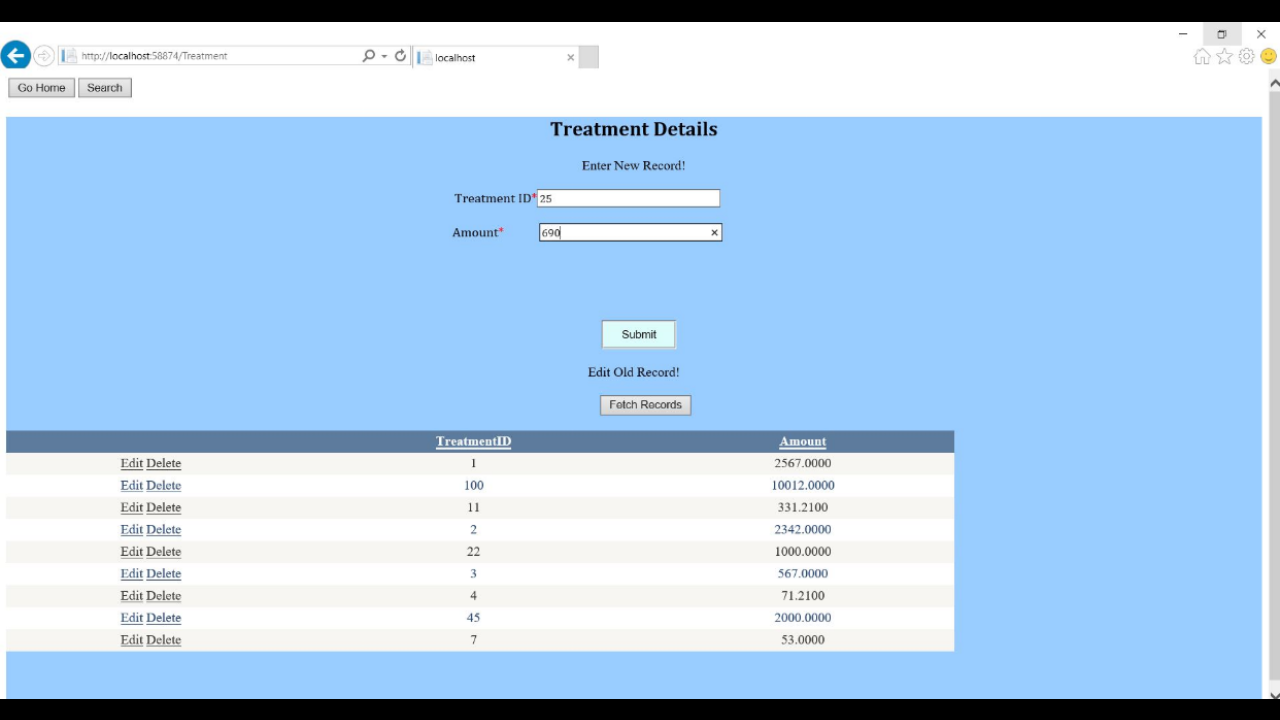 http://localhost:58874/Treatment
localhost
Go Home Search
Treatment Details
Enter New Record!
Treatment ID* 25
Amount* 690
Submit
Edit Old Record!
Fetch Records
TreatmentID Amount
Edit Delete 1 2567.0000
Edit Delete 100 10012.0000
Edit Delete 11 331.2100
Edit Delete 2 2342.0000
Edit Delete 22 1000.0000
Edit Delete 3 567.0000
Edit Delete 4 71.2100
Edit Delete 45 2000.0000
Edit Delete 7 53.0000